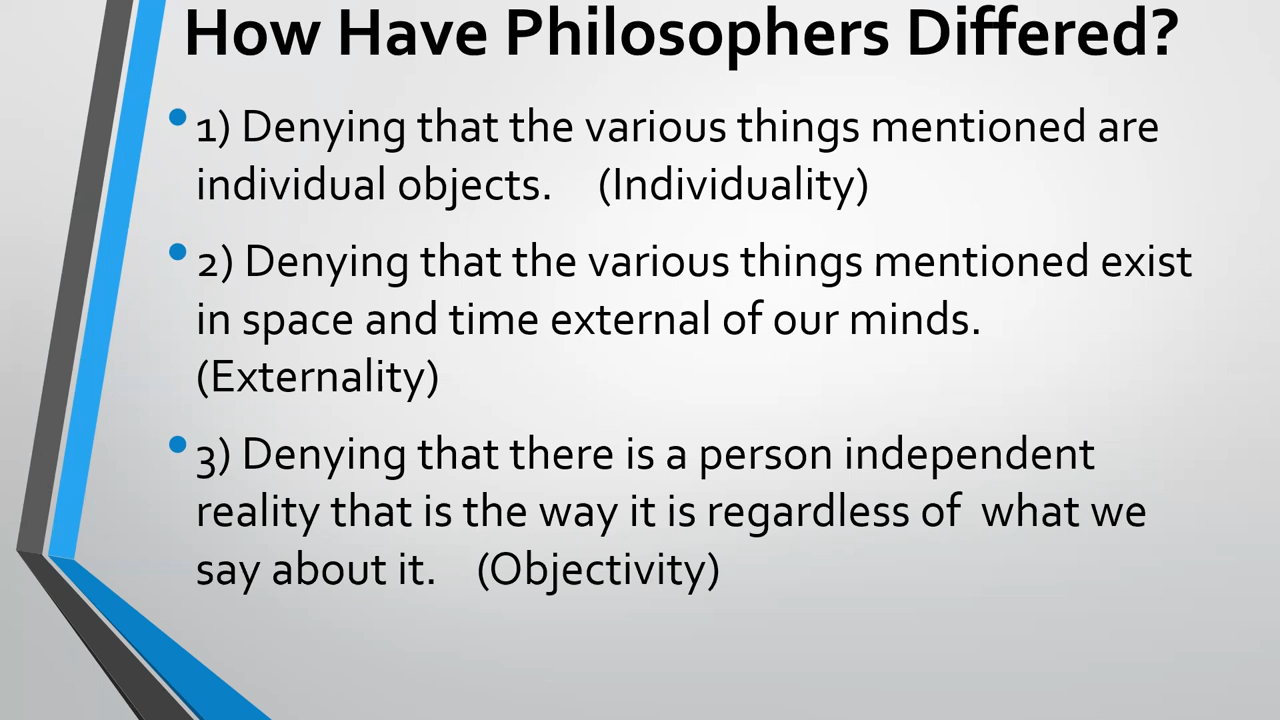 How Have Philosophers Differed?
• 1) Denying that the various things mentioned are
individual objects. (Individuality)
• 2) Denying that the various things mentioned exist
in space and time external of our minds.
(Externality)
• 3) Denying that there is a person independent
reality that is the way it is regardless of what we
say about it. (Objectivity)